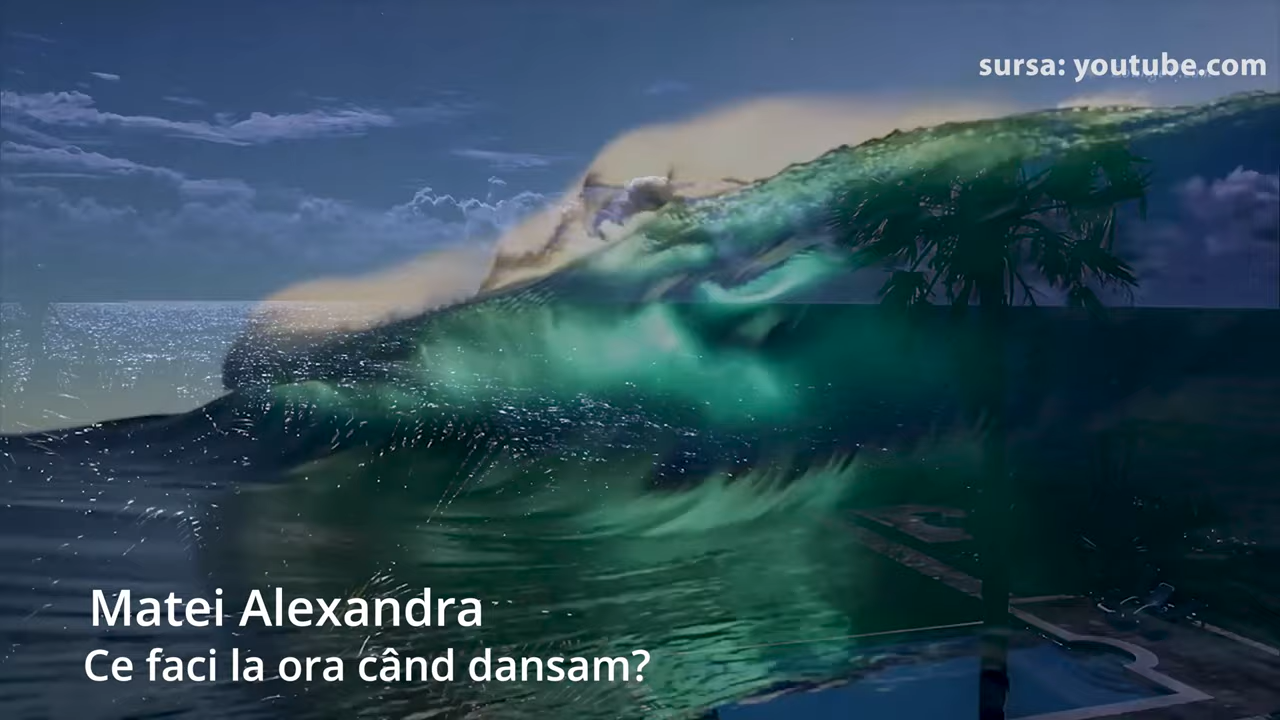 sursa: youtube.com
Matei Alexandra
Ce faci la ora când dansam?